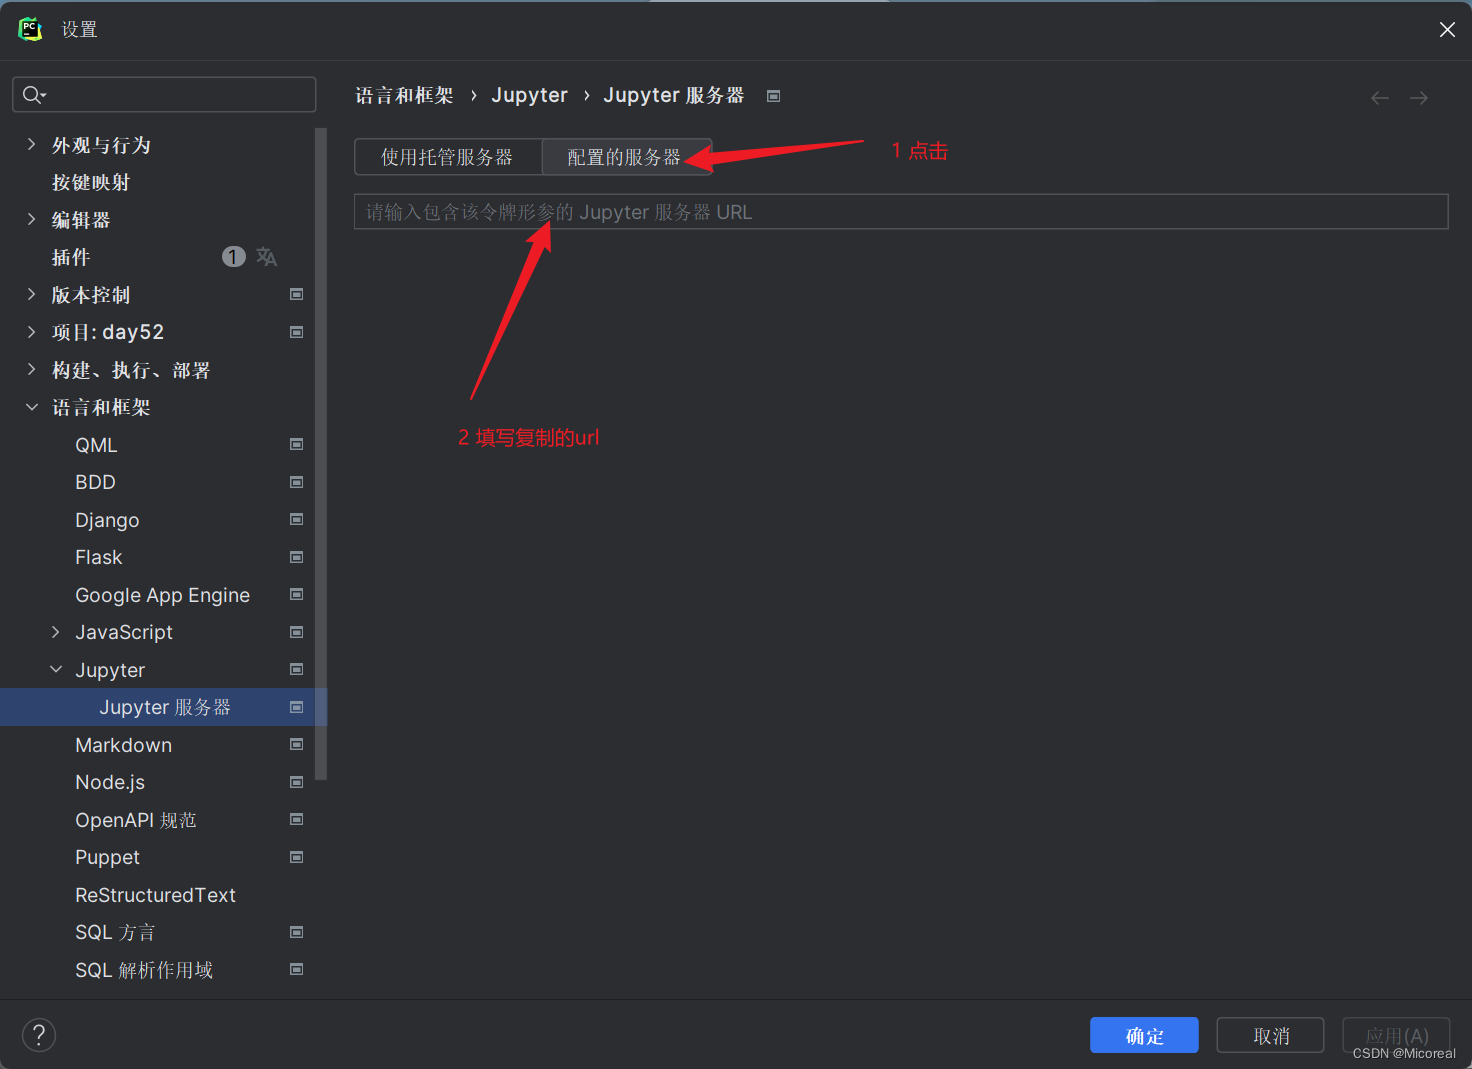 PC
设置
语言和框架 › Jupyter › Jupyter 服务器
使用托管服务器 配置的服务器
1 点击
请输入包含该令牌形参的 Jupyter 服务器 URL
2 填写复制的url
外观与行为
按键映射
编辑器
插件 1
版本控制
项目: day52
构建、执行、部署
语言和框架
QML
BDD
Django
Flask
Google App Engine
JavaScript
Jupyter
Jupyter 服务器
Markdown
Node.js
OpenAPI 规范
Puppet
ReStructuredText
SQL 方言
SQL 解析作用域
? 确定 取消 应用(A)
CSDN @Micoreal